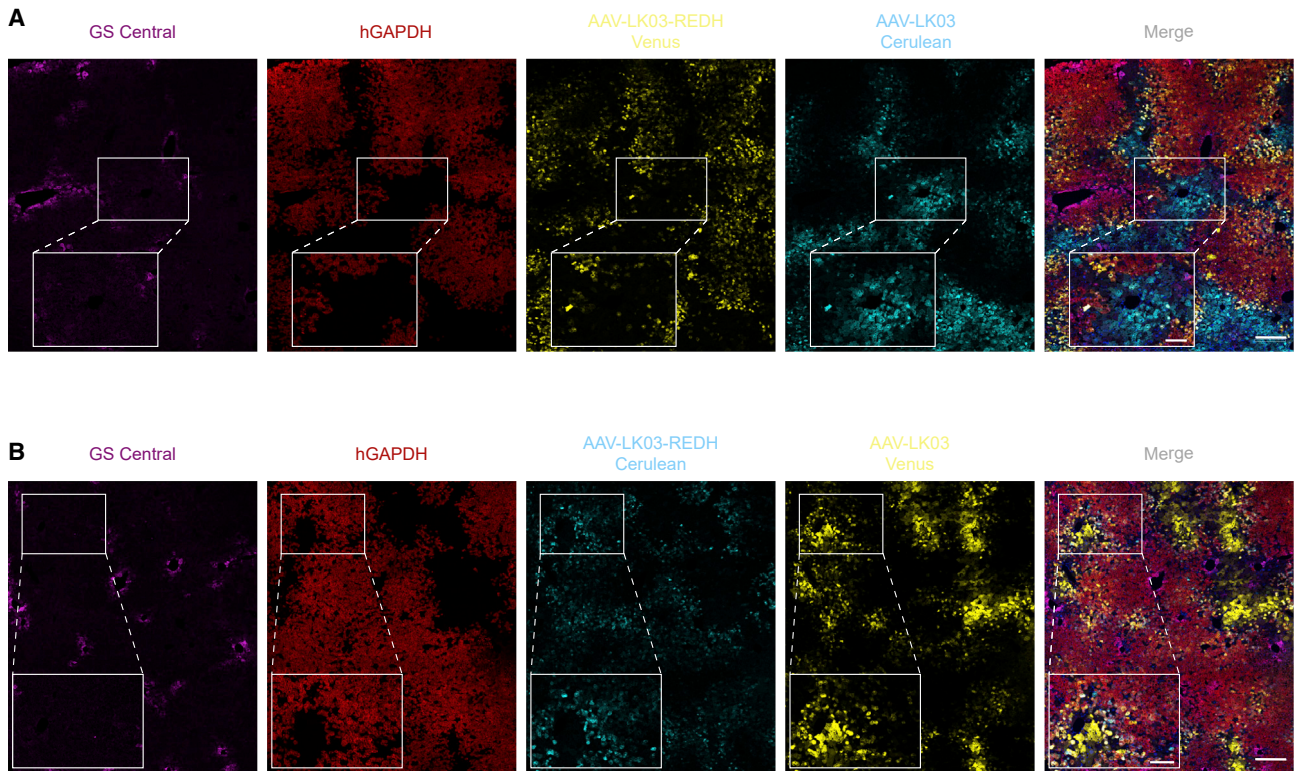 A
GS Central
hGAPDH
AAV-LK03-REDH
Venus
AAV-LK03
Cerulean
Merge
B
GS Central
hGAPDH
AAV-LK03-REDH
Cerulean
AAV-LK03
Venus
Merge